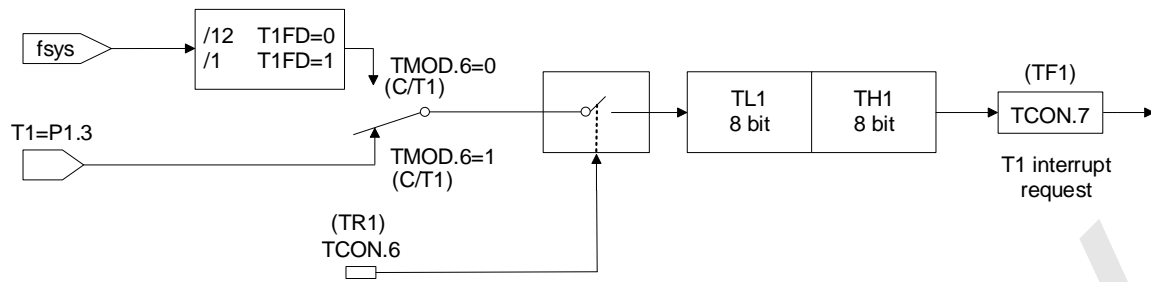 fsys
/12 T1FD=0
/1 T1FD=1
TMOD.6=0
(C/T1)
T1=P1.3
TMOD.6=1
(C/T1)
(TR1)
TCON.6
TL1
8 bit
TH1
8 bit
(TF1)
TCON.7
T1 interrupt
request